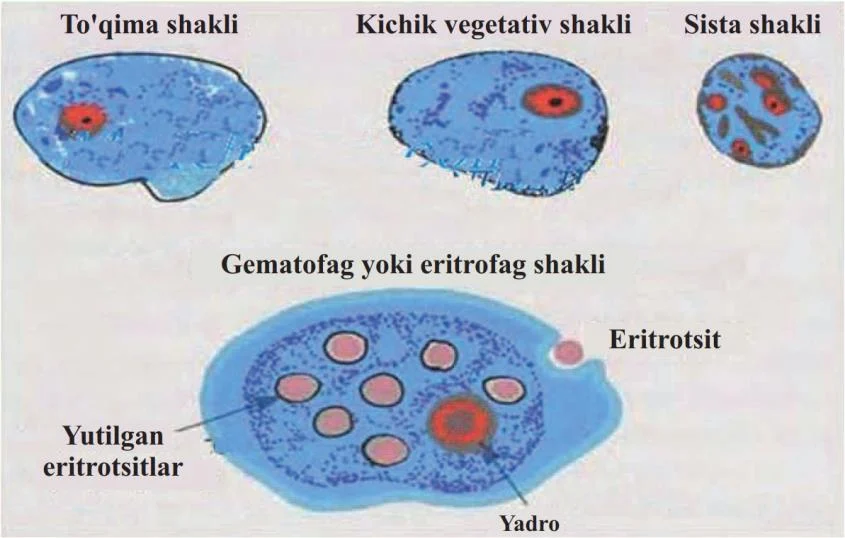 To'qima shakli
Kichik vegetativ shakli
Sista shakli
Gematofag yoki eritrofag shakli
Eritrotsit
Yutilgan
eritrotsitlar
Yadro